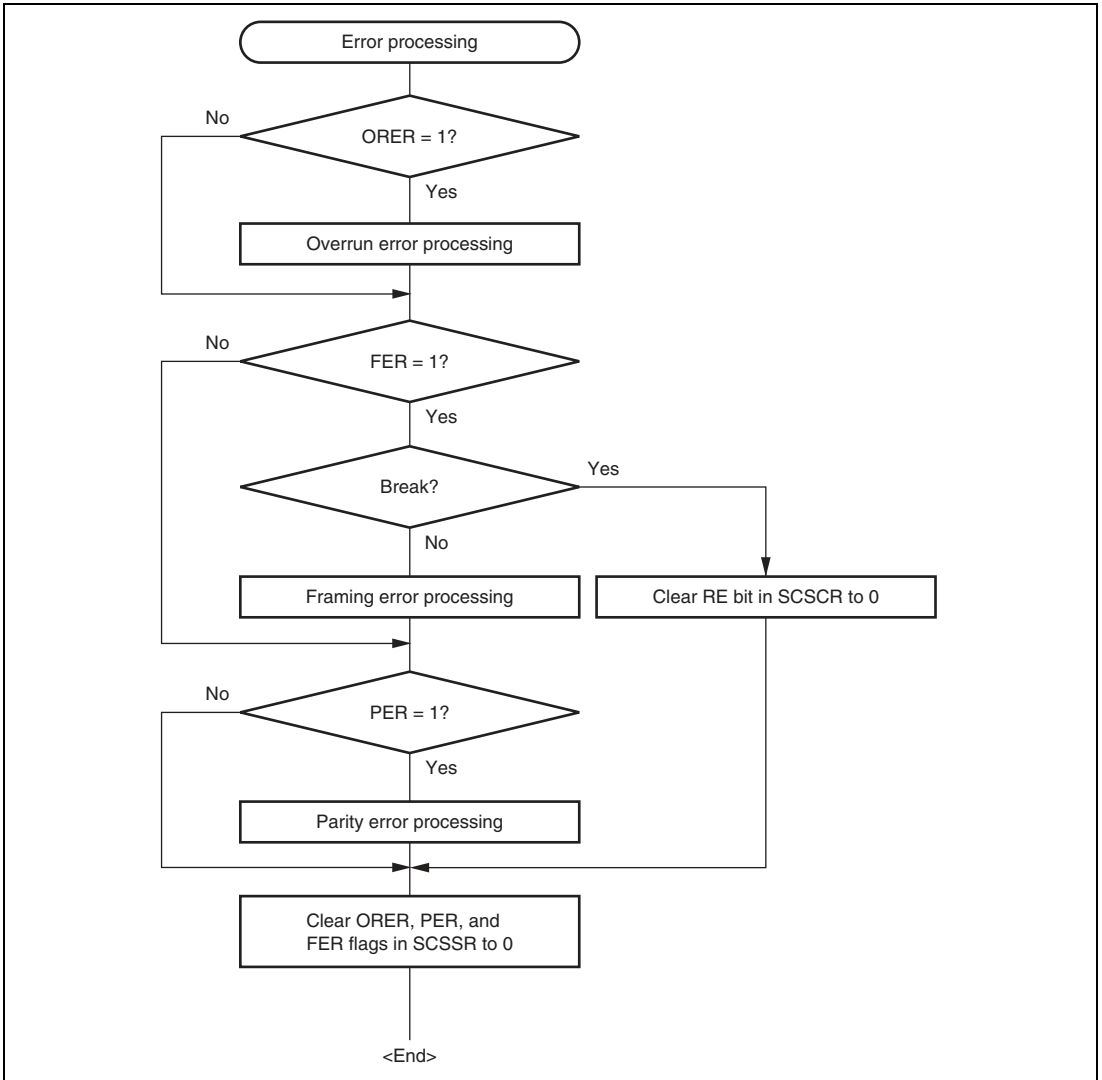 Error processing
No
ORER = 1?
Yes
Overrun error processing
No
FER = 1?
Yes
Break?
Yes
No
Framing error processing
Clear RE bit in SCSCR to 0
No
PER = 1?
Yes
Parity error processing
Clear ORER, PER, and
FER flags in SCSSR to 0
<End>